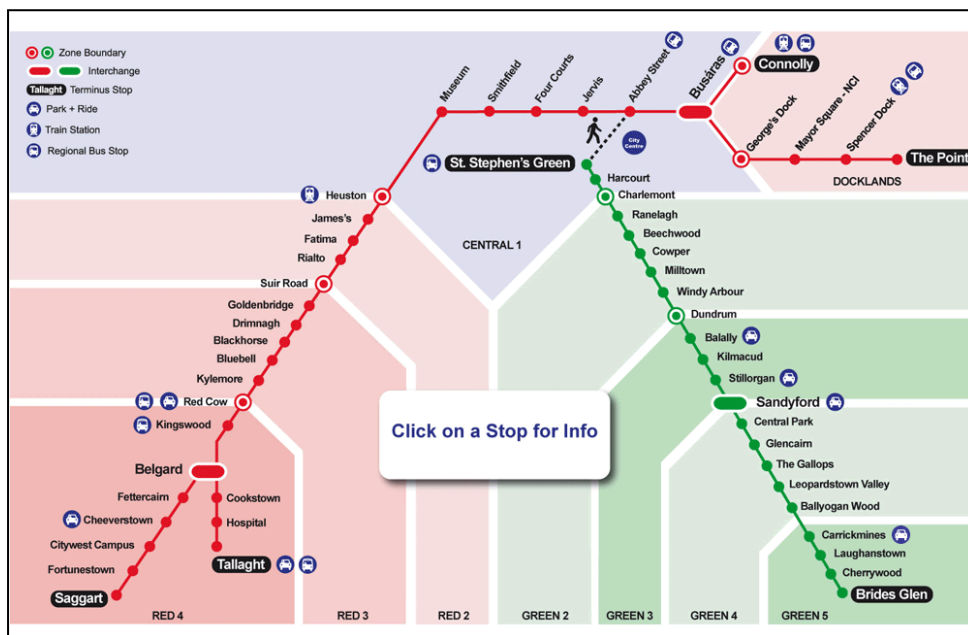 Zone Boundary
Interchange
Tallaght Terminus Stop
Park + Ride
Train Station
Regional Bus Stop
Museum
Smithfield
Four Courts
Jervis
Abbey Street
Busáras
Connolly
George's Dock
Mayor Square - NCI
Spencer Dock
The Point
DOCKLANDS
City
Centre
St. Stephen's Green
Harcourt
Charlemont
Ranelagh
Beechwood
Cowper
Milltown
Windy Arbour
Dundrum
Balally
Kilmacud
Stillorgan
Sandyford
Central Park
Glencairn
The Gallops
Leopardstown Valley
Ballyogan Wood
Carrickmines
Laughanstown
Cherrywood
Brides Glen
CENTRAL 1
Heuston
James's
Fatima
Rialto
Suir Road
Goldenbridge
Drimnagh
Blackhorse
Bluebell
Kylemore
Red Cow
Kingswood
Belgard
Fettercairn
Cheeverstown
Citywest Campus
Fortunestown
Saggart
Cookstown
Hospital
Tallaght
Click on a Stop for Info
RED 4
RED 3
RED 2
GREEN 2
GREEN 3
GREEN 4
GREEN 5